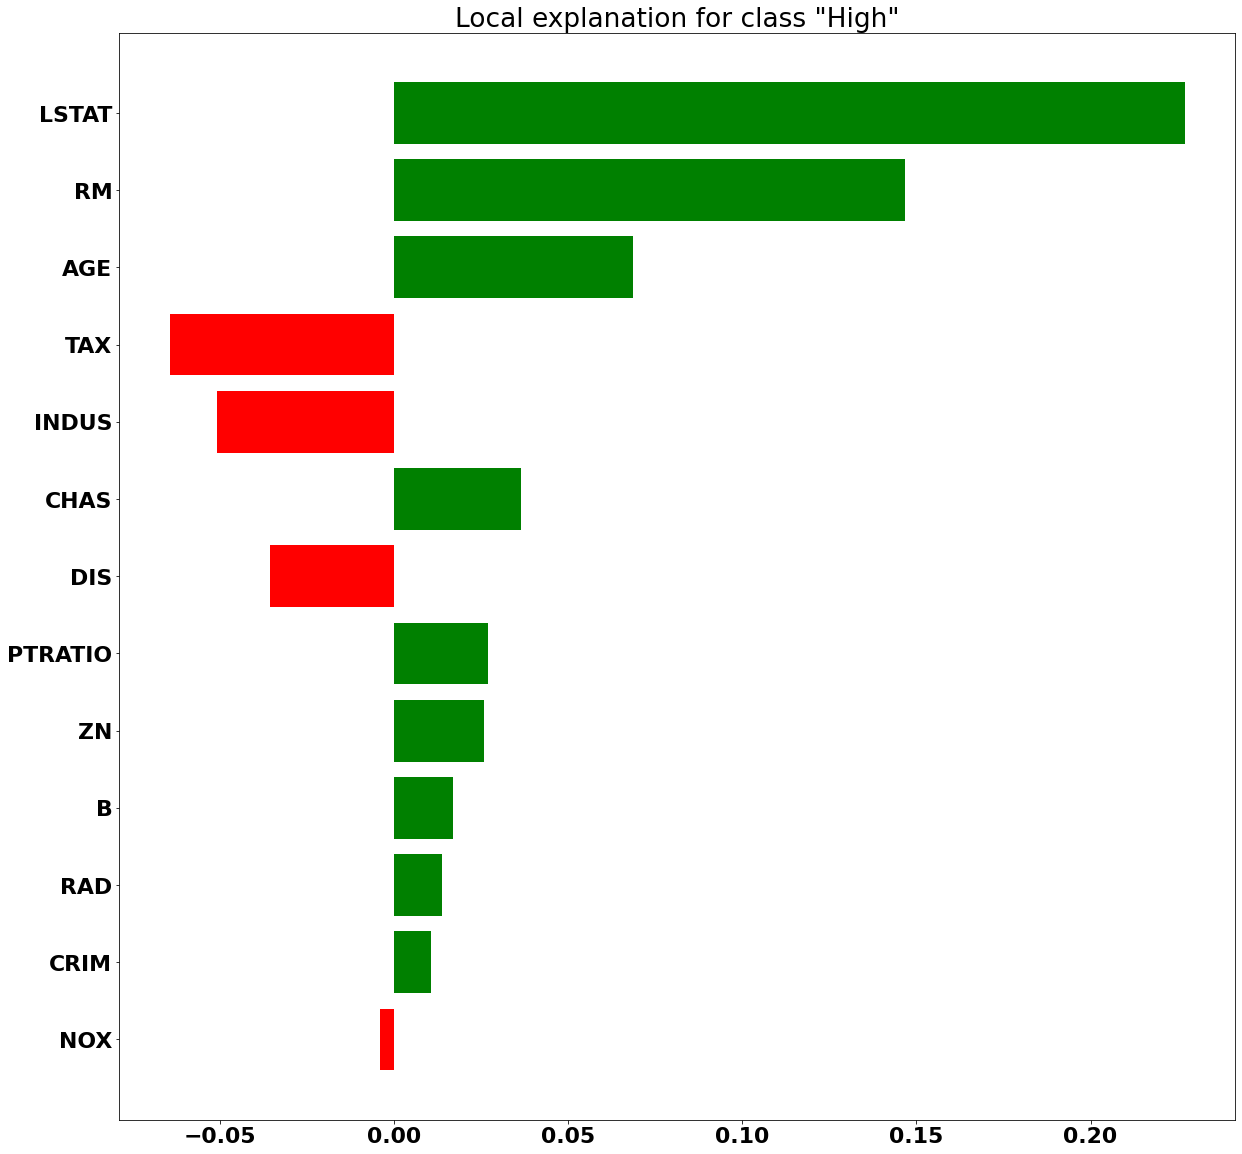 Local explanation for class "High"
LSTAT
RM
AGE
TAX
INDUS
CHAS
DIS
PTRATIO
ZN
B
RAD
CRIM
NOX
−0.05 0.00 0.05 0.10 0.15 0.20